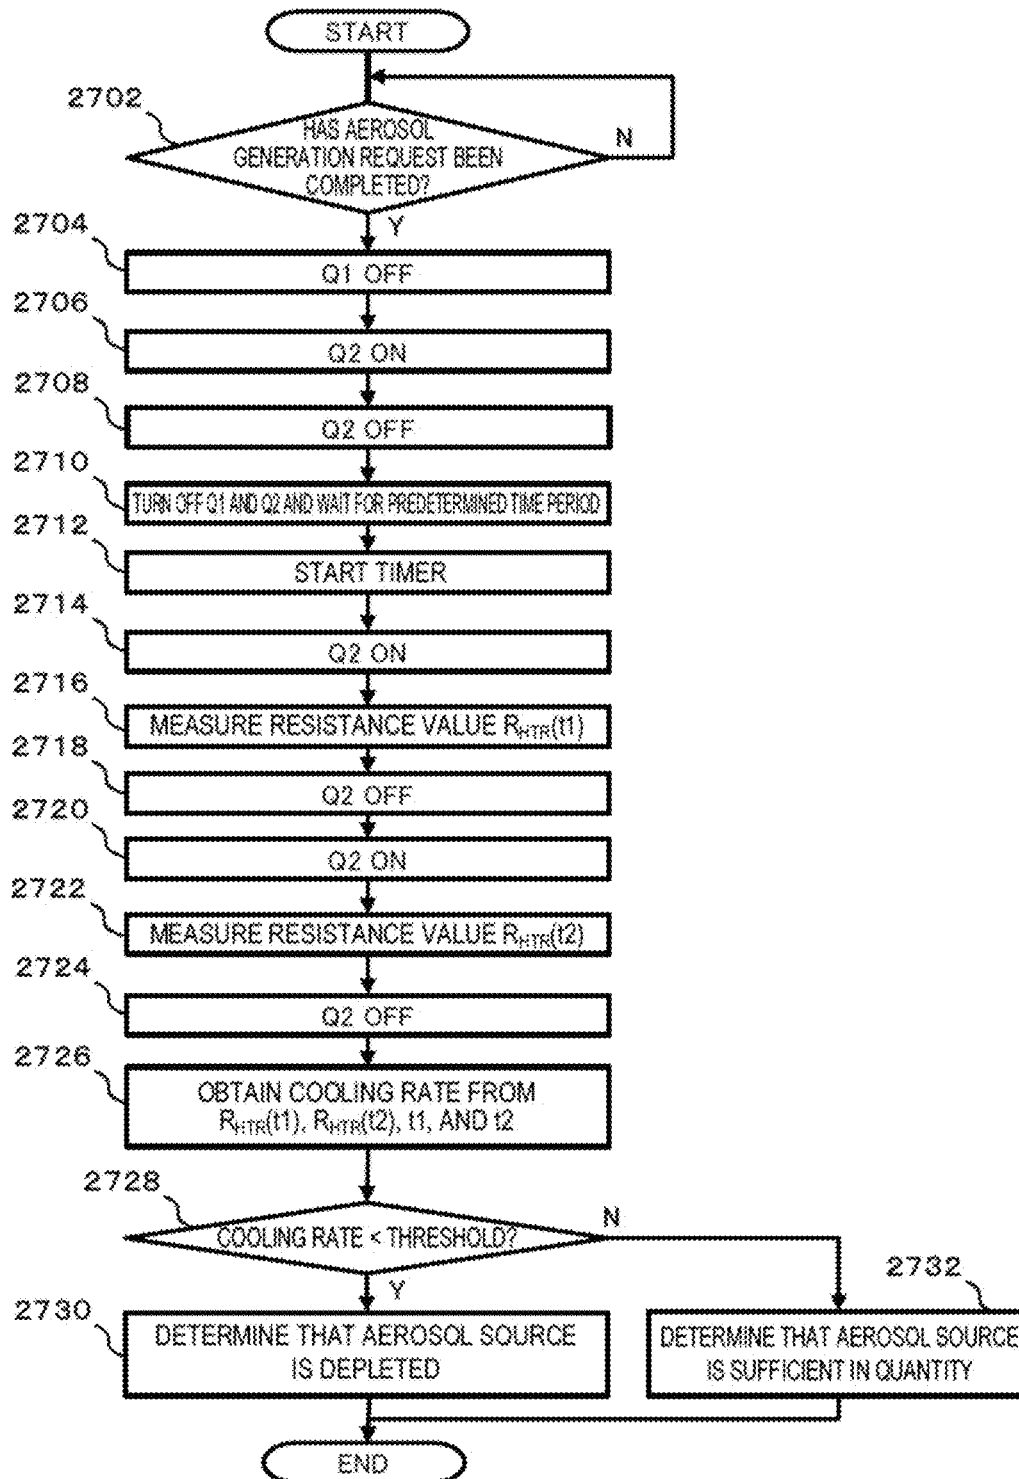 START
2702
HAS AEROSOL
GENERATION REQUEST BEEN
COMPLETED?
N
Y
2704
Q1 OFF
2706
Q2 ON
2708
Q2 OFF
2710
TURN OFF Q1 AND Q2 AND WAIT FOR PREDETERMINED TIME PERIOD
2712
START TIMER
2714
Q2 ON
2716
MEASURE RESISTANCE VALUE RHTR(t1)
2718
Q2 OFF
2720
Q2 ON
2722
MEASURE RESISTANCE VALUE RHTR(t2)
2724
Q2 OFF
2726
OBTAIN COOLING RATE FROM
RHTR(t1), RHTR(t2), t1, AND t2
2728
COOLING RATE < THRESHOLD?
N
Y
2730
DETERMINE THAT AEROSOL SOURCE
IS DEPLETED
2732
DETERMINE THAT AEROSOL SOURCE
IS SUFFICIENT IN QUANTITY
END